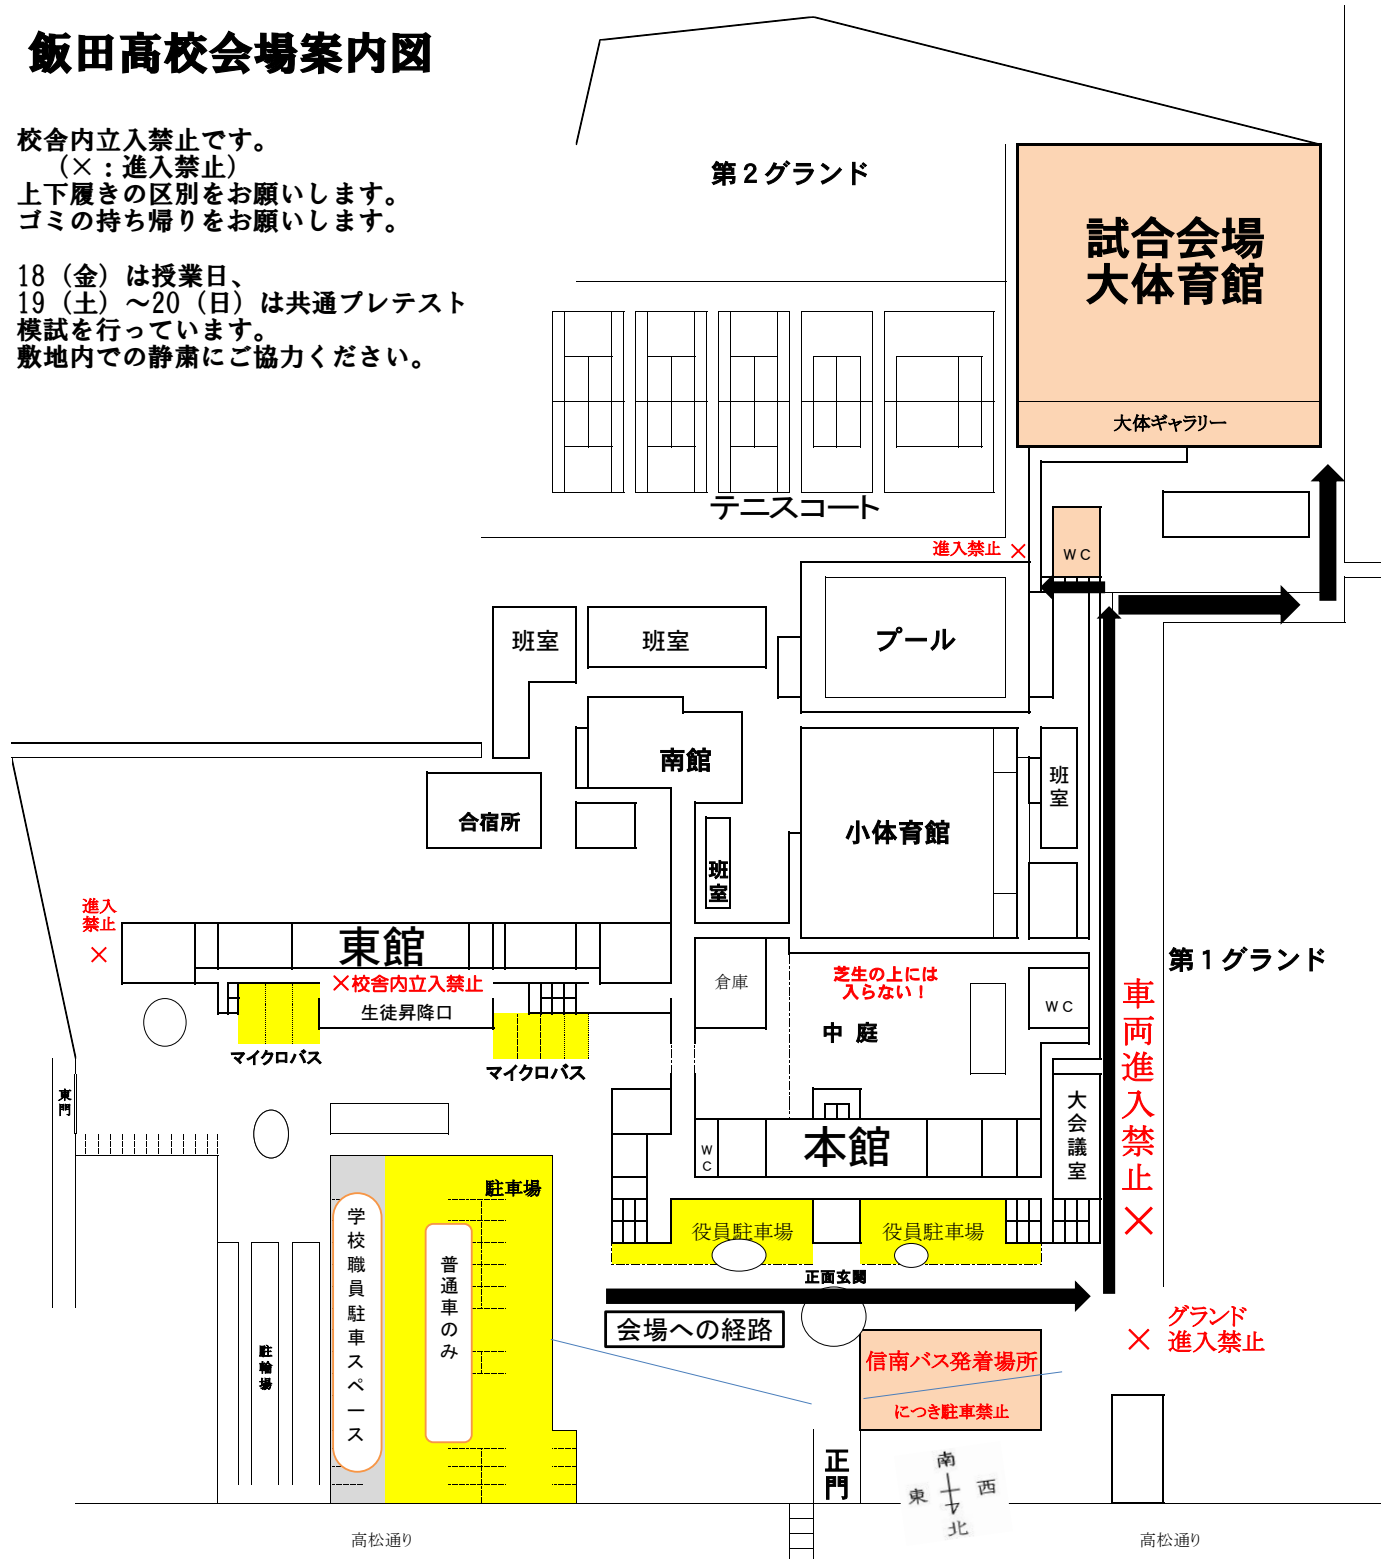 飯田高校会場案内図
校舎内立入禁止です。
(×：進入禁止)
上下履きの区別をお願いします。
ゴミの持ち帰りをお願いします。
18（金）は授業日、
19（土）～20（日）は共通プレテスト
模試を行っています。
敷地内での静粛にご協力ください。
第２グランド
試合会場
大体育館
大体ギャラリー
テニスコート
進入禁止 ×
ＷＣ
班室
班室
プール
南館
合宿所
班室
小体育館
班室
進入
禁止
×
東館
×校舎内立入禁止
生徒昇降口
マイクロバス
マイクロバス
倉庫
芝生の上には
入らない！
中 庭
ＷＣ
第１グランド
車両進入禁止×
東門
大会議室
ＷＣ
本館
駐車場
学校職員駐車スペース
普通車のみ
駐輪場
役員駐車場
役員駐車場
正面玄関
会場への経路
グランド
× 進入禁止
信南バス発着場所
につき駐車禁止
正門
南
東 西
北
高松通り
高松通り